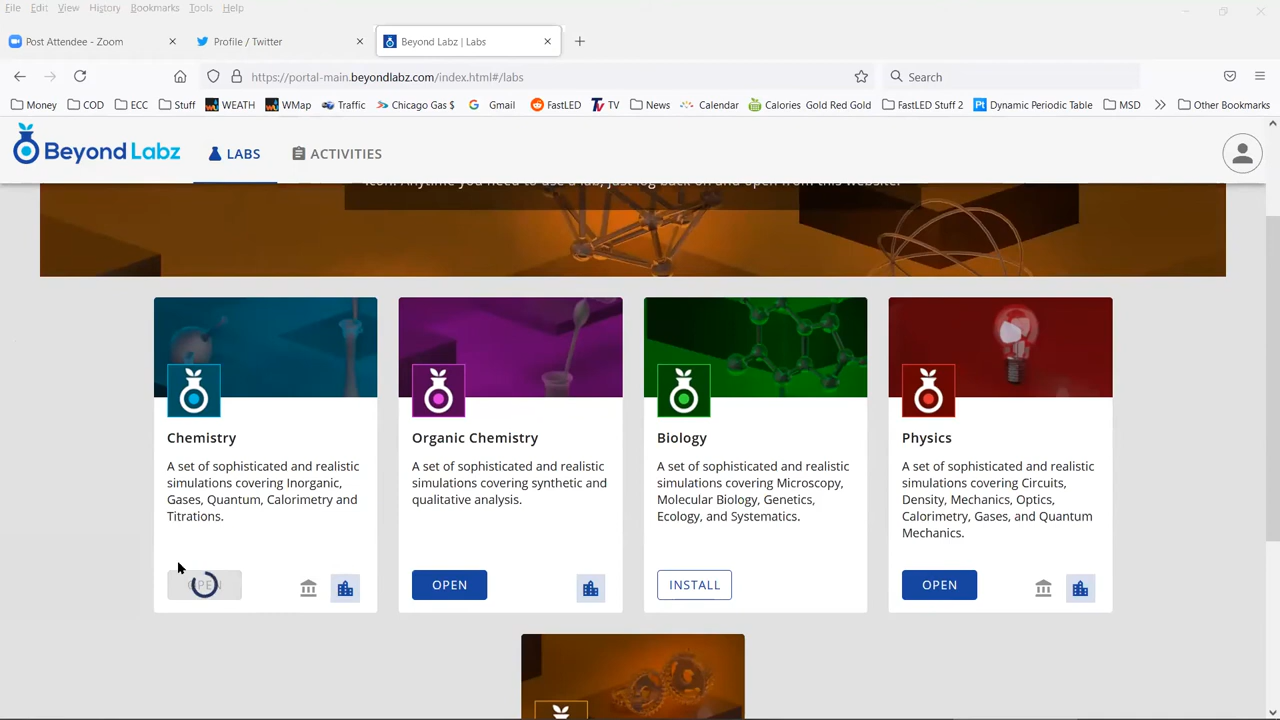 File Edit View History Bookmarks Tools Help
Post Attendee - Zoom Profile / Twitter Beyond Labz | Labs
https://portal-main.beyondlabz.com/index.html#/labs Search
Money COD ECC Stuff WEATH WMap Traffic Chicago Gas $ Gmail FastLED TV News Calendar Calories Gold Red Gold FastLED Stuff 2 Dynamic Periodic Table MSD Other Bookmarks
Beyond Labz LABS ACTIVITIES
icon. Anytime you need to use a lab, just log back on and open from this website.
Chemistry
A set of sophisticated and realistic
simulations covering Inorganic,
Gases, Quantum, Calorimetry and
Titrations.
OPEN
Organic Chemistry
A set of sophisticated and realistic
simulations covering synthetic and
qualitative analysis.
OPEN
Biology
A set of sophisticated and realistic
simulations covering Microscopy,
Molecular Biology, Genetics,
Ecology, and Systematics.
INSTALL
Physics
A set of sophisticated and realistic
simulations covering Circuits,
Density, Mechanics, Optics,
Calorimetry, Gases, and Quantum
Mechanics.
OPEN